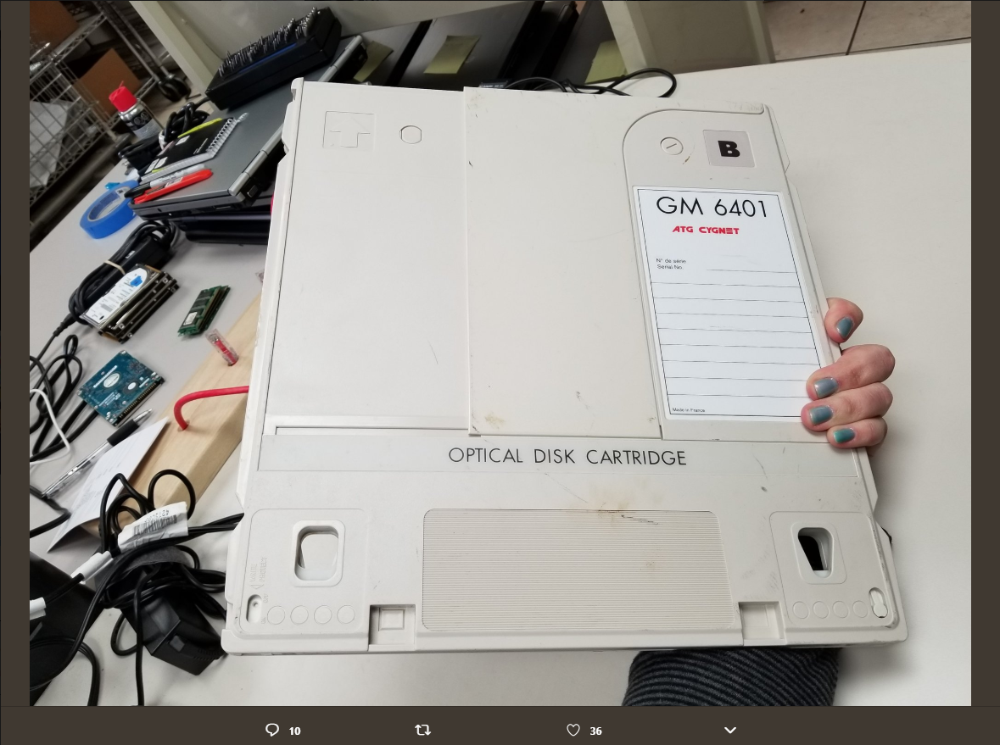 B
GM 6401
ATG CYGNET
N° de série
Serial No.
Made in France
OPTICAL DISK CARTRIDGE
10
36